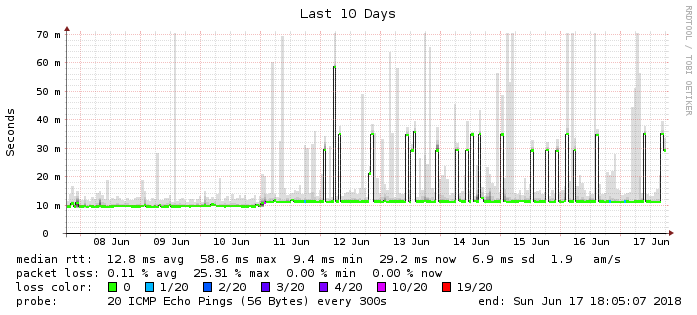 Last 10 Days
RRDTOOL / TOBI OETIKER
Seconds
70 m
60 m
50 m
40 m
30 m
20 m
10 m
0
08 Jun 09 Jun 10 Jun 11 Jun 12 Jun 13 Jun 14 Jun 15 Jun 16 Jun 17 Jun
median rtt: 12.8 ms avg 58.6 ms max 9.4 ms min 29.2 ms now 6.9 ms sd 1.9 am/s
packet loss: 0.11 % avg 25.31 % max 0.00 % min 0.00 % now
loss color: 0 1/20 2/20 3/20 4/20 10/20 19/20
probe: 20 ICMP Echo Pings (56 Bytes) every 300s end: Sun Jun 17 18:05:07 2018